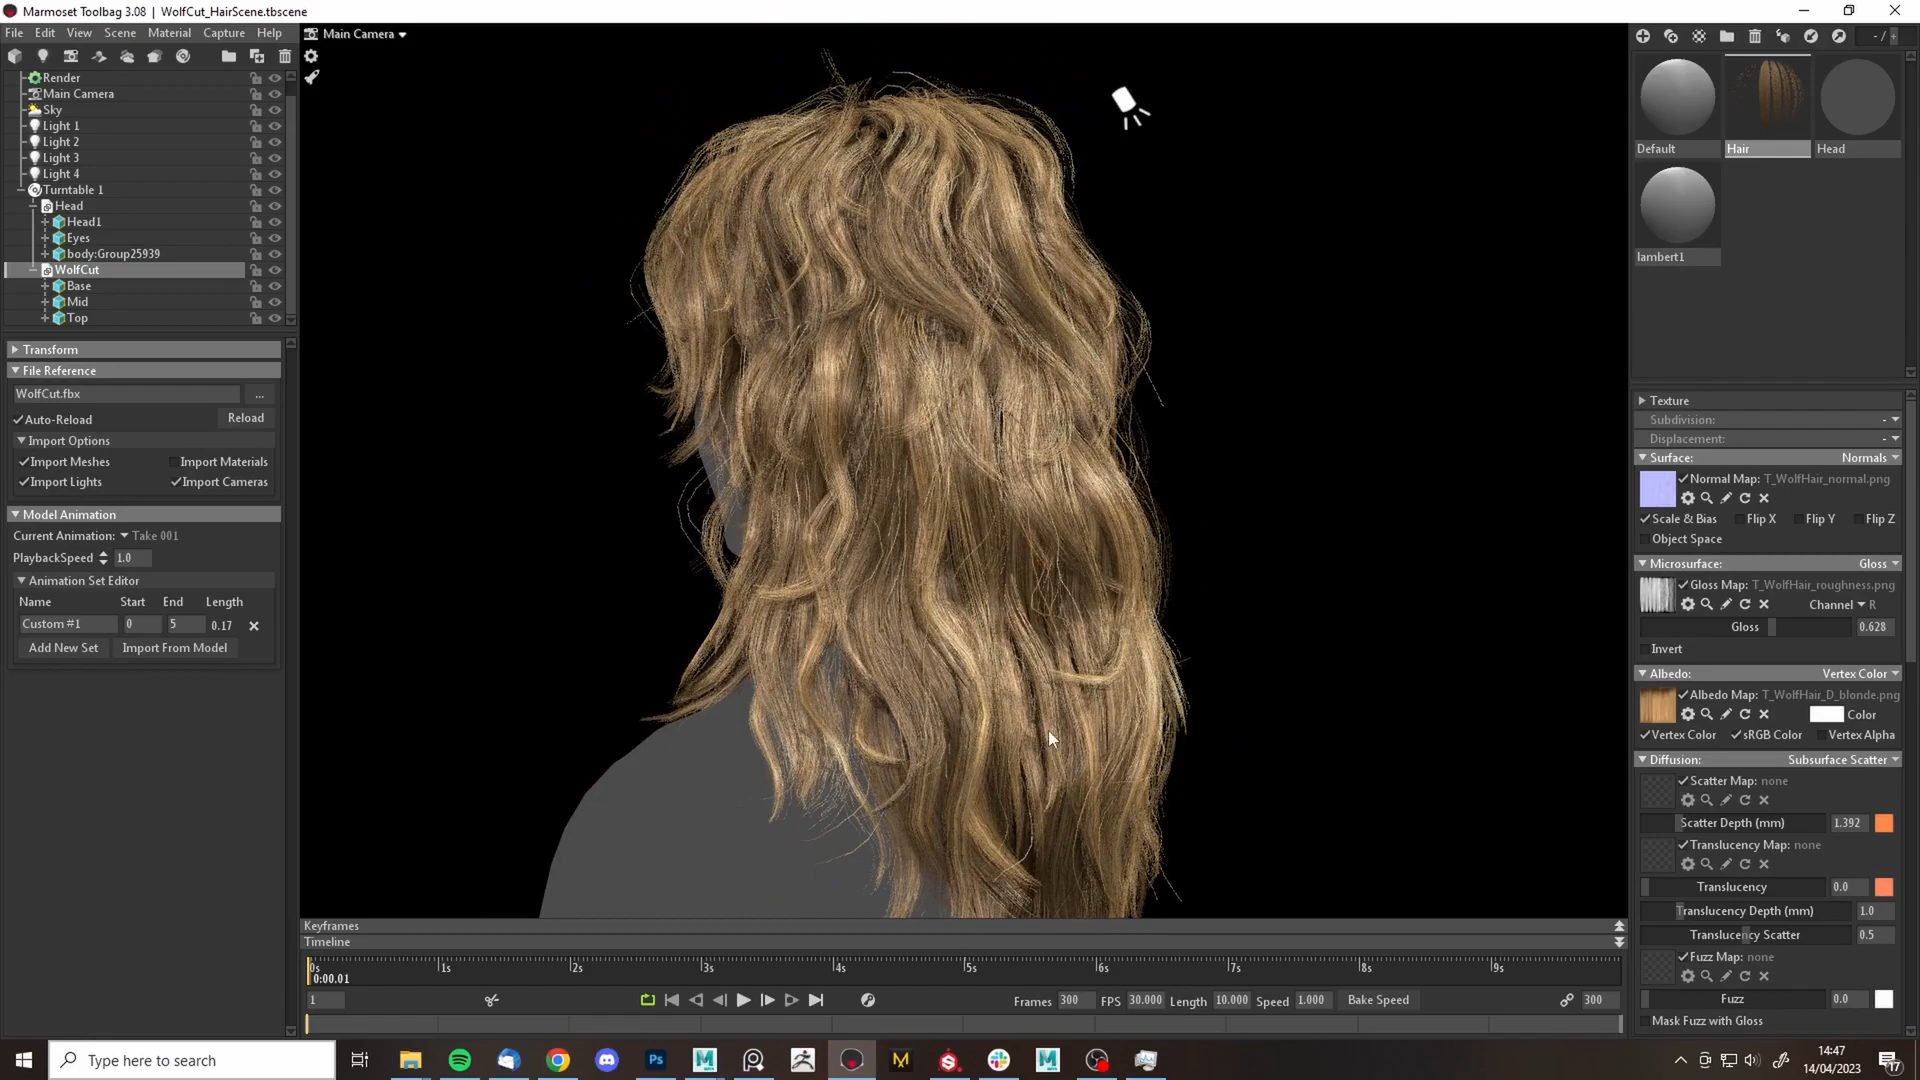 Marmoset Toolbag 3.08 | WolfCut_HairScene.tbscene
File Edit View Scene Material Capture Help
Main Camera
Render
Main Camera
Sky
Light 1
Light 2
Light 3
Light 4
Turntable 1
Head
Head1
Eyes
body:Group25939
WolfCut
Base
Mid
Top
Transform
File Reference
WolfCut.fbx ...
Auto-Reload Reload
Import Options
Import Meshes Import Materials
Import Lights Import Cameras
Model Animation
Current Animation: Take 001
PlaybackSpeed 1.0
Animation Set Editor
Name Start End Length
Custom #1 0 5 0.17
Add New Set Import From Model
Keyframes
Timeline
0s 1s 2s 3s 4s 5s 6s 7s 8s 9s
0:00.01
1 Frames 300 FPS 30.000 Length 10.000 Speed 1.000 Bake Speed 300
- / +
Default Hair Head
lambert1
Texture
Subdivision: -
Displacement: -
Surface: Normals
Normal Map: T_WolfHair_normal.png
Scale & Bias Flip X Flip Y Flip Z
Object Space
Microsurface: Gloss
Gloss Map: T_WolfHair_roughness.png
Channel R
Gloss 0.628
Invert
Albedo: Vertex Color
Albedo Map: T_WolfHair_D_blonde.png
Color
Vertex Color sRGB Color Vertex Alpha
Diffusion: Subsurface Scatter
Scatter Map: none
Scatter Depth (mm) 1.392
Translucency Map: none
Translucency 0.0
Translucency Depth (mm) 1.0
Translucency Scatter 0.5
Fuzz Map: none
Fuzz 0.0
Mask Fuzz with Gloss
Type here to search
Ps
14:47
14/04/2023
17